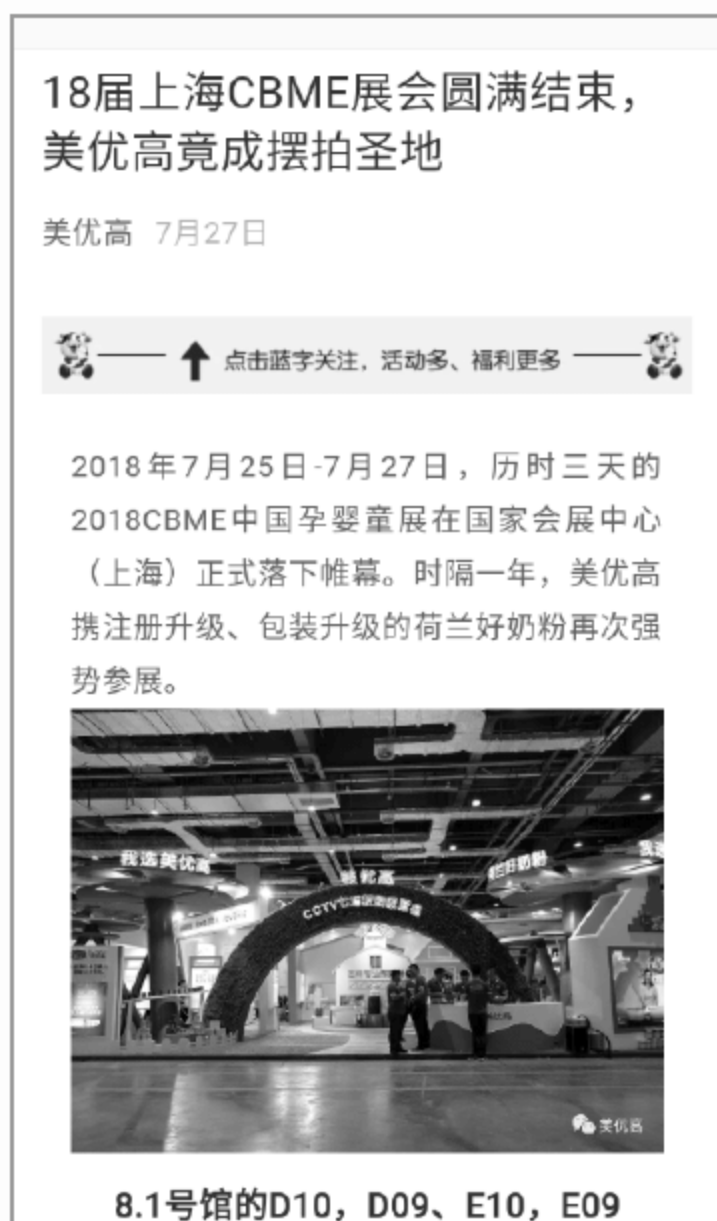 18届上海CBME展会圆满结束，
美优高竟成摆拍圣地
美优高 7月27日
点击蓝字关注，活动多、福利更多
2018年7月25日-7月27日，历时三天的
2018CBME中国孕婴童展在国家会展中心
（上海）正式落下帷幕。时隔一年，美优高
携注册升级、包装升级的荷兰好奶粉再次强
势参展。
我选美优高
美优高
荷兰好奶粉
美优高
8.1号馆的D10，D09、E10，E09